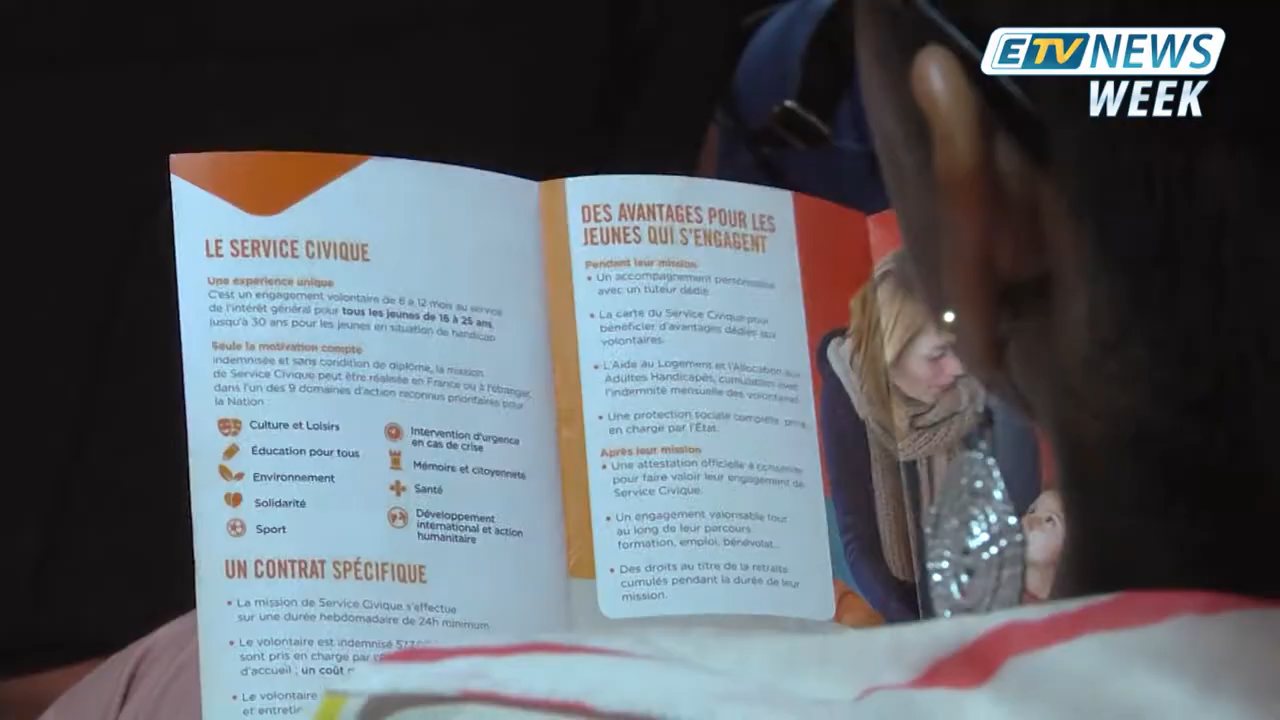 ETV NEWS
WEEK
LE SERVICE CIVIQUE
Une expérience unique
C'est un engagement volontaire de 6 à 12 mois au service
de l'intérêt général pour tous les jeunes de 16 à 25 ans,
jusqu'à 30 ans pour les jeunes en situation de handicap
Seule la motivation compte
Indemnisée et sans condition de diplôme, la mission
de Service Civique peut être réalisée en France ou à l'étranger,
dans l'un des 9 domaines d'action reconnus prioritaires pour
la Nation :
Culture et Loisirs
Éducation pour tous
Environnement
Solidarité
Sport
Intervention d'urgence
en cas de crise
Mémoire et citoyenneté
Santé
Développement
international et action
humanitaire
UN CONTRAT SPÉCIFIQUE
• La mission de Service Civique s'effectue
sur une durée hebdomadaire de 24h minimum
• Le volontaire est indemnisé
sont pris en charge par
d'accueil ; un coût
• Le volontaire
et
DES AVANTAGES POUR LES
JEUNES QUI S'ENGAGENT
Pendant leur mission
• Un accompagnement personnalisé
avec un tuteur dédié.
• La carte du Service Civique pour
bénéficier d'avantages dédiés aux
volontaires.
• L'Aide au Logement et l'Allocation aux
Adultes Handicapés, cumulables avec
l'indemnité mensuelle des volontaires.
• Une protection sociale complète prise
en charge par l'État.
Après leur mission
• Une attestation officielle à conserver
pour faire valoir leur engagement de
Service Civique.
• Un engagement valorisable tout
au long de leur parcours :
formation, emploi, bénévolat...
• Des droits au titre de la retraite
cumulés pendant la durée de leur
mission.